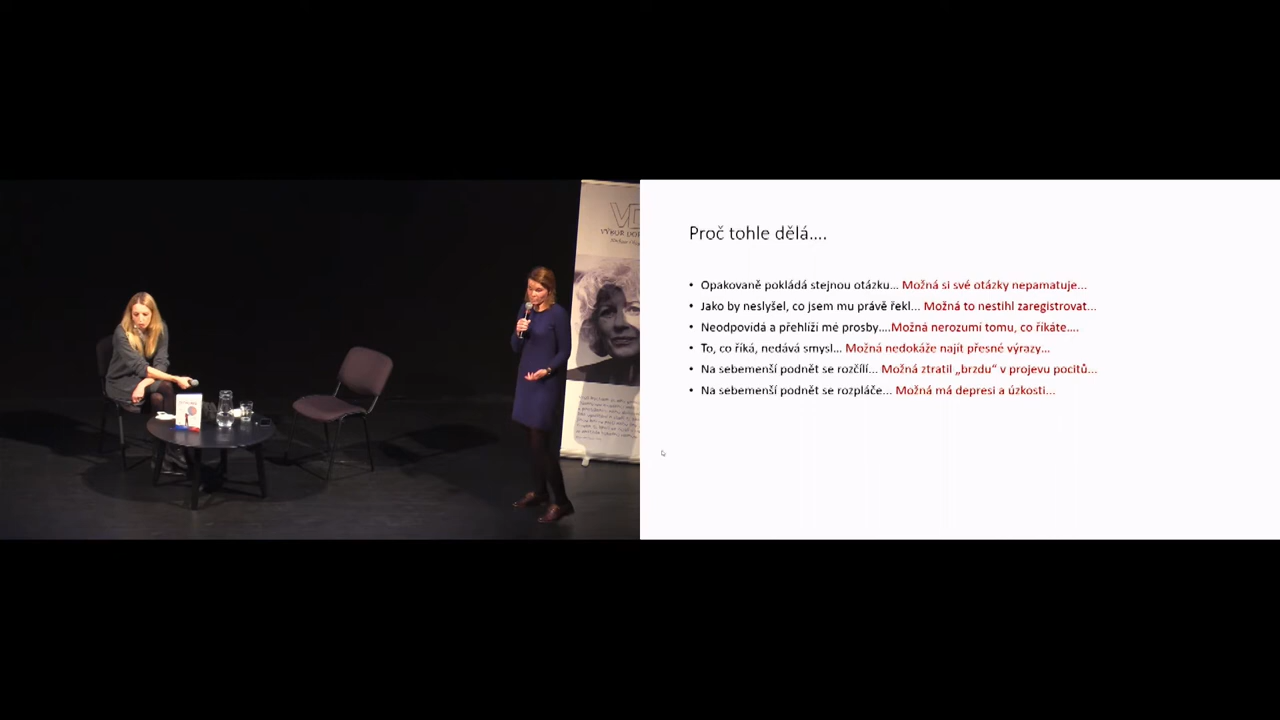 VÝBOR DOB
Proč tohle dělá....
• Opakovaně pokládá stejnou otázku... Možná si své otázky nepamatuje...
• Jako by neslyšel, co jsem mu právě řekl... Možná to nestihl zaregistrovat...
• Neodpovídá a přehlíží mé prosby....Možná nerozumí tomu, co říkáte....
• To, co říká, nedává smysl... Možná nedokáže najít přesné výrazy...
• Na sebemenší podnět se rozčílí... Možná ztratil „brzdu“ v projevu pocitů...
• Na sebemenší podnět se rozpláče... Možná má depresi a úzkosti...